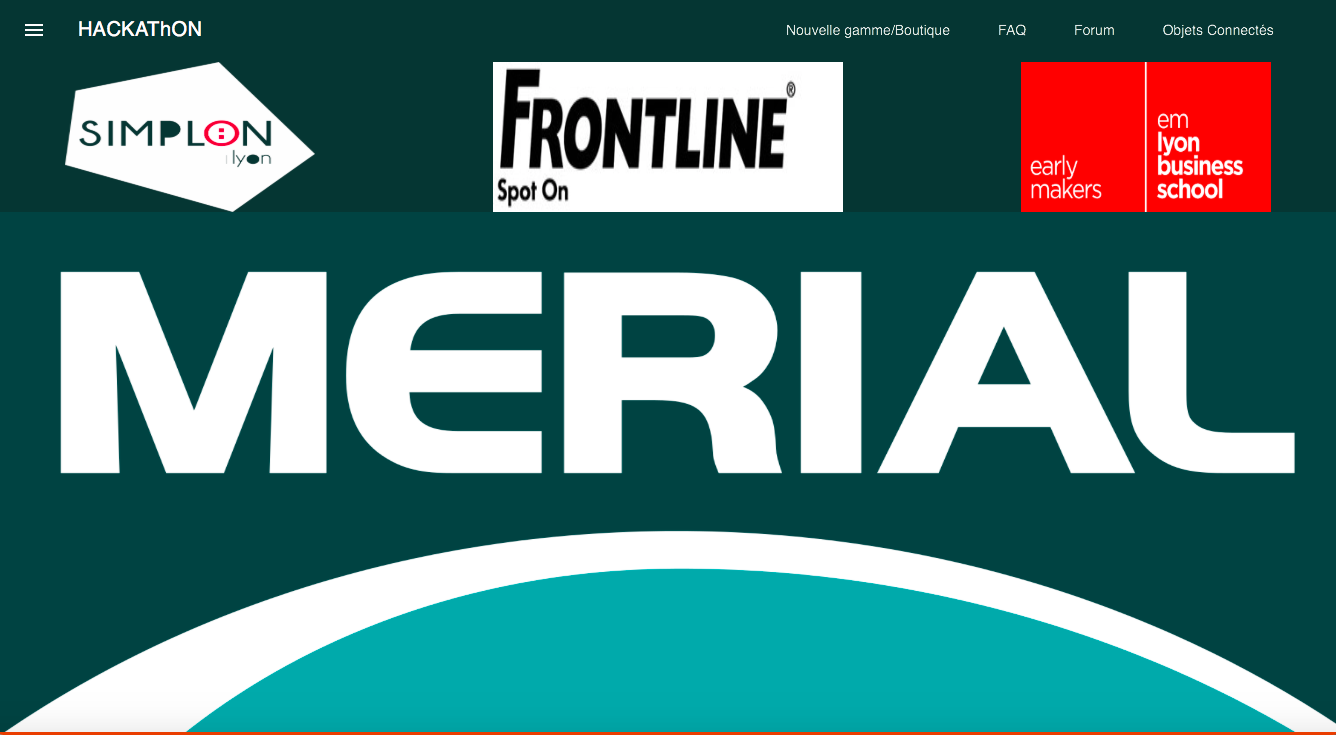 HACKAThON
Nouvelle gamme/Boutique FAQ Forum Objets Connectés
SIMPLON
lyon
FRONTLINE®
Spot On
early
makers
em
lyon
business
school
MERIAL